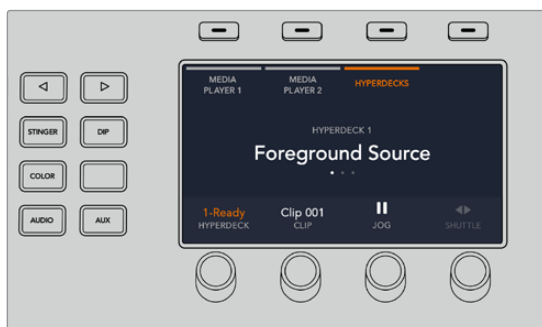 MEDIA PLAYER 1
MEDIA PLAYER 2
HYPERDECKS
HYPERDECK 1
Foreground Source
1-Ready
HYPERDECK
Clip 001
CLIP
JOG
SHUTTLE
STINGER
DIP
COLOR
AUDIO
AUX